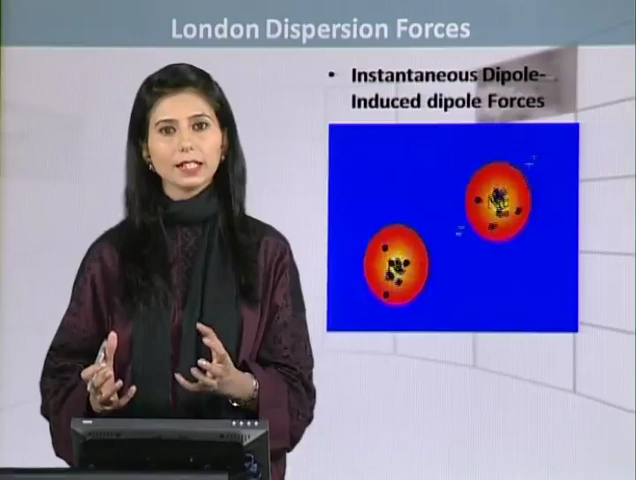 London Dispersion Forces
• Instantaneous Dipole-
Induced dipole Forces